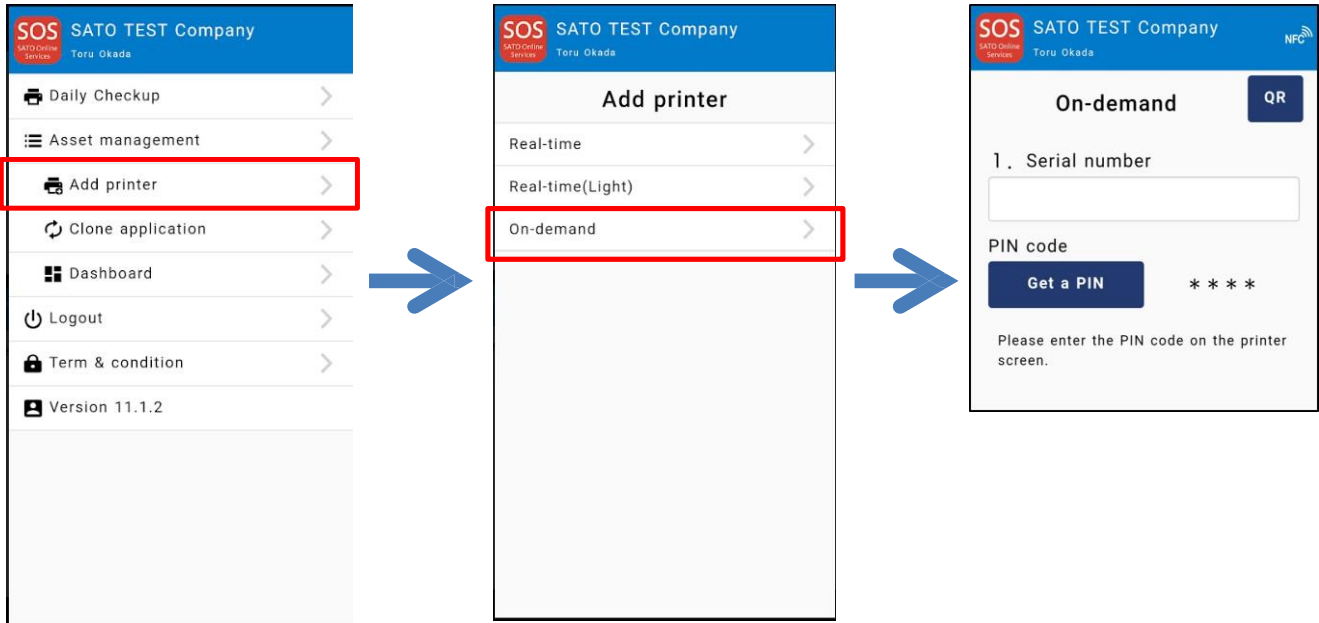 SOS
SATO Online
Services
SATO TEST Company
Toru Okada
Daily Checkup
Asset management
Add printer
Clone application
Dashboard
Logout
Term & condition
Version 11.1.2
SOS
SATO Online
Services
SATO TEST Company
Toru Okada
Add printer
Real-time
Real-time(Light)
On-demand
SOS
SATO Online
Services
SATO TEST Company
Toru Okada
NFC
On-demand
QR
1. Serial number
PIN code
Get a PIN
* * * *
Please enter the PIN code on the printer
screen.